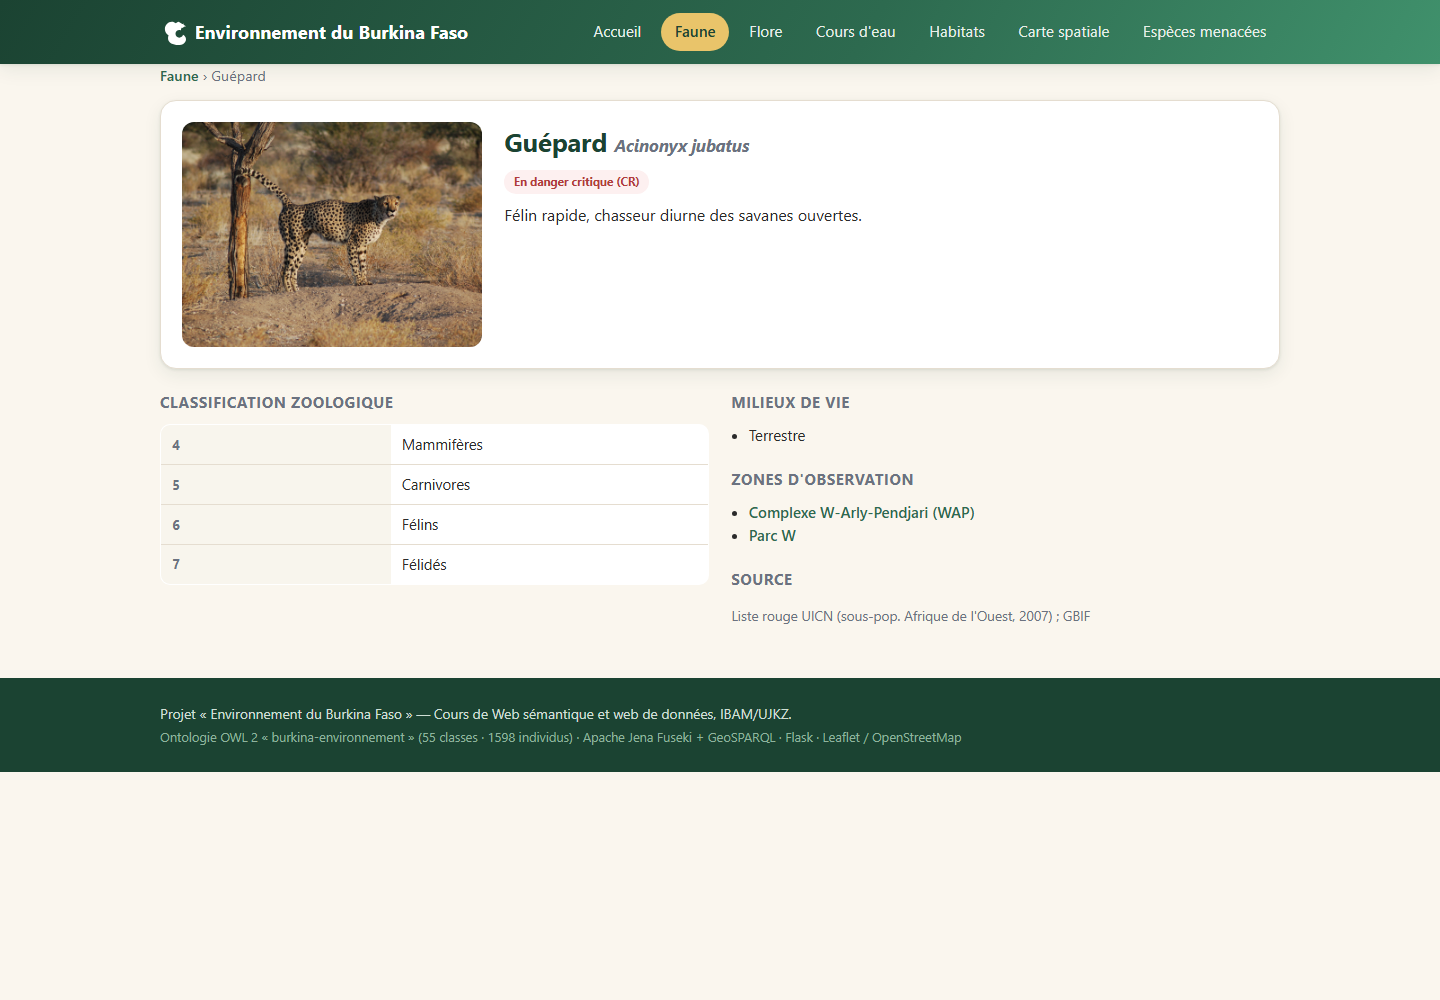 Environnement du Burkina Faso
Accueil
Faune
Flore
Cours d'eau
Habitats
Carte spatiale
Espèces menacées
Faune › Guépard
Guépard Acinonyx jubatus
En danger critique (CR)
Félin rapide, chasseur diurne des savanes ouvertes.
CLASSIFICATION ZOOLOGIQUE
4 Mammifères
5 Carnivores
6 Félins
7 Félidés
MILIEUX DE VIE
• Terrestre
ZONES D'OBSERVATION
• Complexe W-Arly-Pendjari (WAP)
• Parc W
SOURCE
Liste rouge UICN (sous-pop. Afrique de l'Ouest, 2007) ; GBIF
Projet « Environnement du Burkina Faso » — Cours de Web sémantique et web de données, IBAM/UJKZ.
Ontologie OWL 2 « burkina-environnement » (55 classes · 1598 individus) · Apache Jena Fuseki + GeoSPARQL · Flask · Leaflet / OpenStreetMap